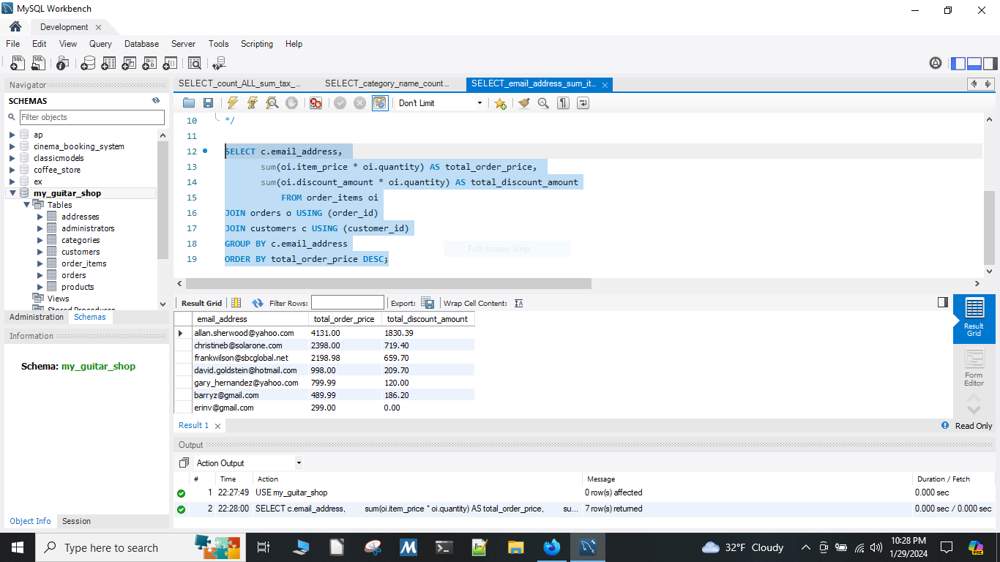 MySQL Workbench
Development
File Edit View Query Database Server Tools Scripting Help
Navigator
SCHEMAS
Filter objects
ap
cinema_booking_system
classicmodels
coffee_store
ex
my_guitar_shop
Tables
addresses
administrators
categories
customers
order_items
orders
products
Views
Stored Procedures
Administration Schemas
Information
Schema: my_guitar_shop
Object Info Session
SELECT_count_ALL_sum_tax_... SELECT_category_name_count... SELECT_email_address_sum_it...
Don't Limit
10 */
11
12 SELECT c.email_address,
13 sum(oi.item_price * oi.quantity) AS total_order_price,
14 sum(oi.discount_amount * oi.quantity) AS total_discount_amount
15 FROM order_items oi
16 JOIN orders o USING (order_id)
17 JOIN customers c USING (customer_id)
18 GROUP BY c.email_address
19 ORDER BY total_order_price DESC;
Full-screen Snip
Result Grid Filter Rows: Export: Wrap Cell Content:
email_address total_order_price total_discount_amount
allan.sherwood@yahoo.com 4131.00 1830.39
christineb@solarone.com 2398.00 719.40
frankwilson@sbcglobal.net 2198.98 659.70
david.goldstein@hotmail.com 998.00 209.70
gary_hernandez@yahoo.com 799.99 120.00
barryz@gmail.com 489.99 186.20
erinv@gmail.com 299.00 0.00
Result
Grid
Form
Editor
Result 1
Read Only
Output
Action Output
# Time Action Message Duration / Fetch
1 22:27:49 USE my_guitar_shop 0 row(s) affected 0.000 sec
2 22:28:00 SELECT c.email_address, sum(oi.item_price * oi.quantity) AS total_order_price, su... 7 row(s) returned 0.000 sec / 0.000 sec
Type here to search
32°F Cloudy
10:28 PM
1/29/2024